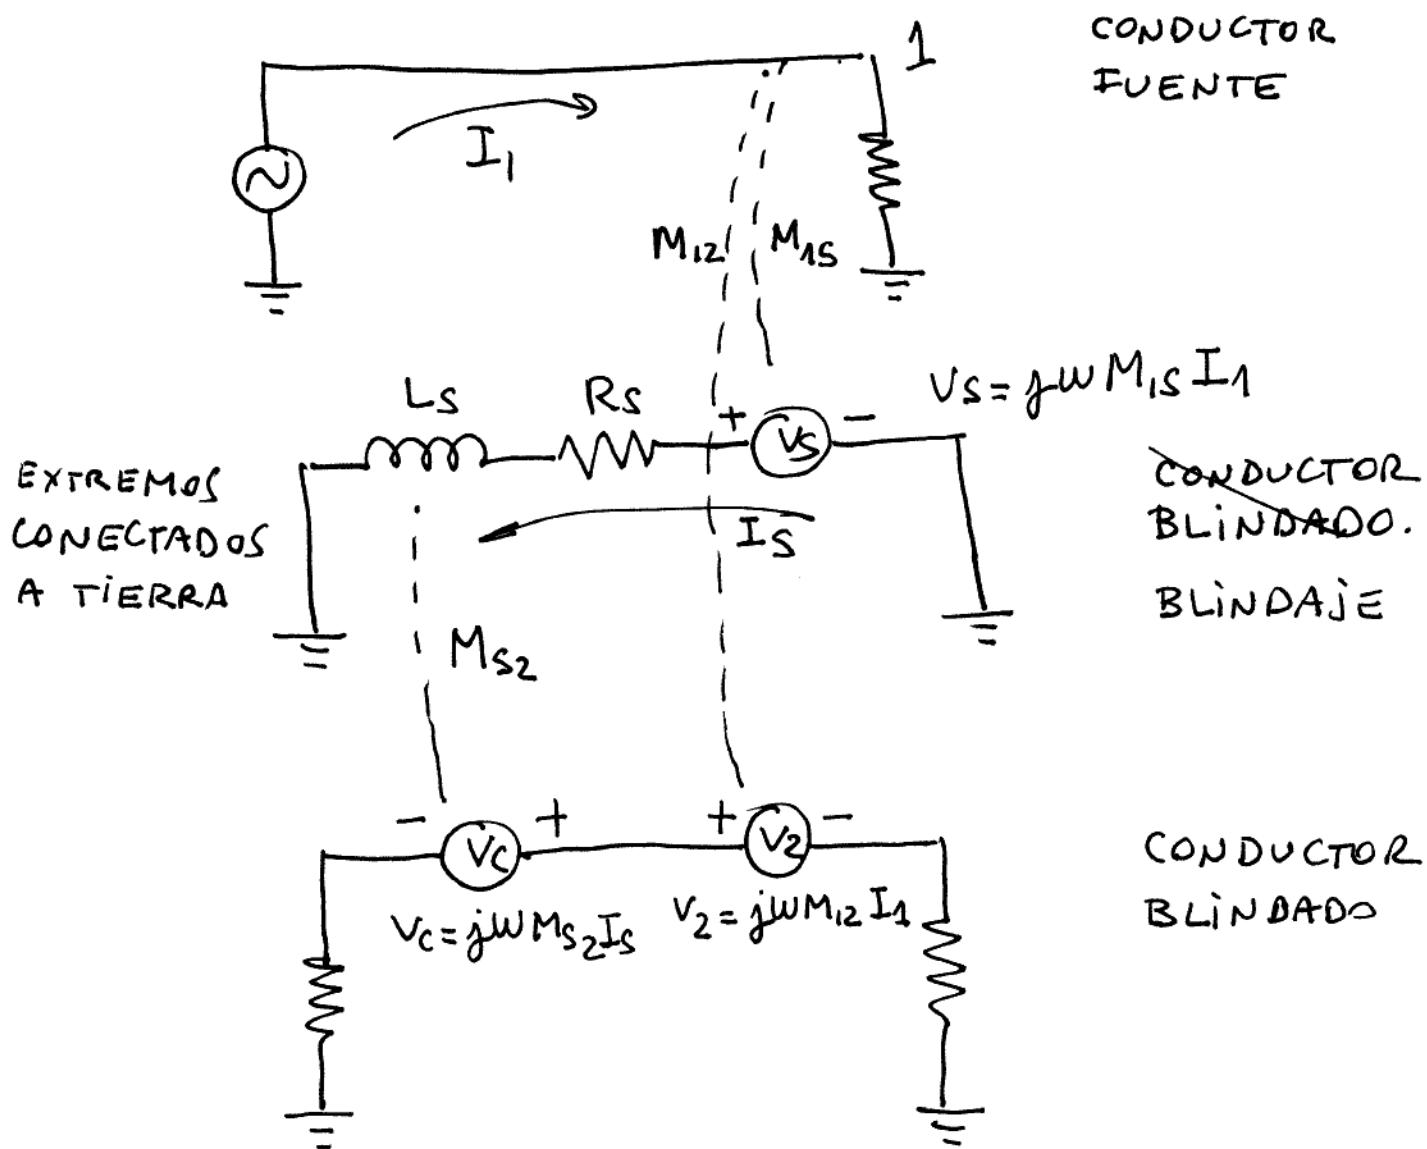 CONDUCTOR
FUENTE
1
I1
M12
M1S
LS
RS
+
VS
-
VS = jωM1S I1
EXTREMOS
CONECTADOS
A TiERRA
IS
CONDUCTOR
BLINDADO.
BLiNDAJE
MS2
- VC +
+ V2 -
VC = jωMS2IS
V2 = jωM12 I1
CONDUCTOR
BLiNDADO